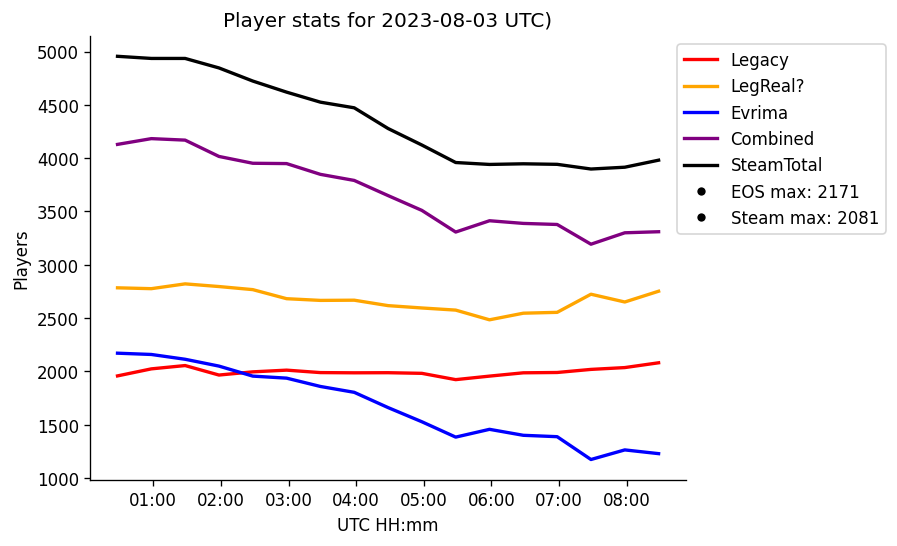 Player stats for 2023-08-03 UTC)
Players
5000
4500
4000
3500
3000
2500
2000
1500
1000
01:00 02:00 03:00 04:00 05:00 06:00 07:00 08:00
UTC HH:mm
Legacy
LegReal?
Evrima
Combined
SteamTotal
EOS max: 2171
Steam max: 2081